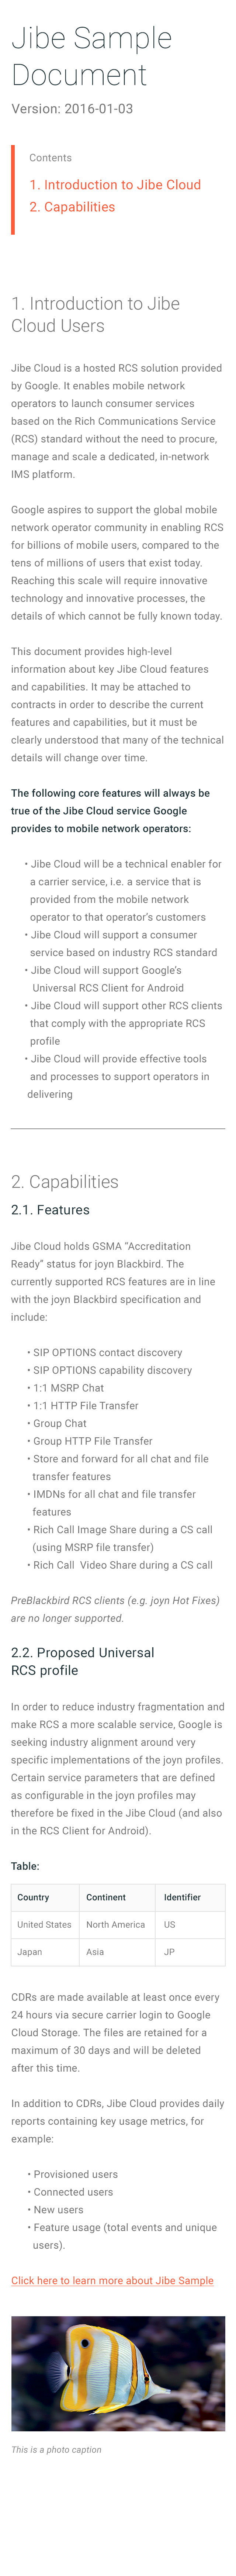 Jibe Sample
Document
Version: 2016-01-03
Contents
1. Introduction to Jibe Cloud
2. Capabilities
1. Introduction to Jibe
Cloud Users
Jibe Cloud is a hosted RCS solution provided
by Google. It enables mobile network
operators to launch consumer services
based on the Rich Communications Service
(RCS) standard without the need to procure,
manage and scale a dedicated, in-network
IMS platform.
Google aspires to support the global mobile
network operator community in enabling RCS
for billions of mobile users, compared to the
tens of millions of users that exist today.
Reaching this scale will require innovative
technology and innovative processes, the
details of which cannot be fully known today.
This document provides high-level
information about key Jibe Cloud features
and capabilities. It may be attached to
contracts in order to describe the current
features and capabilities, but it must be
clearly understood that many of the technical
details will change over time.
The following core features will always be
true of the Jibe Cloud service Google
provides to mobile network operators:
• Jibe Cloud will be a technical enabler for
a carrier service, i.e. a service that is
provided from the mobile network
operator to that operator's customers
• Jibe Cloud will support a consumer
service based on industry RCS standard
• Jibe Cloud will support Google's
Universal RCS Client for Android
• Jibe Cloud will support other RCS clients
that comply with the appropriate RCS
profile
• Jibe Cloud will provide effective tools
and processes to support operators in
delivering
2. Capabilities
2.1. Features
Jibe Cloud holds GSMA "Accreditation
Ready" status for joyn Blackbird. The
currently supported RCS features are in line
with the joyn Blackbird specification and
include:
• SIP OPTIONS contact discovery
• SIP OPTIONS capability discovery
• 1:1 MSRP Chat
• 1:1 HTTP File Transfer
• Group Chat
• Group HTTP File Transfer
• Store and forward for all chat and file
transfer features
• IMDNs for all chat and file transfer
features
• Rich Call Image Share during a CS call
(using MSRP file transfer)
• Rich Call  Video Share during a CS call
PreBlackbird RCS clients (e.g. joyn Hot Fixes)
are no longer supported.
2.2. Proposed Universal
RCS profile
In order to reduce industry fragmentation and
make RCS a more scalable service, Google is
seeking industry alignment around very
specific implementations of the joyn profiles.
Certain service parameters that are defined
as configurable in the joyn profiles may
therefore be fixed in the Jibe Cloud (and also
in the RCS Client for Android).
Table:
Country Continent Identifier
United States North America US
Japan Asia JP
CDRs are made available at least once every
24 hours via secure carrier login to Google
Cloud Storage. The files are retained for a
maximum of 30 days and will be deleted
after this time.
In addition to CDRs, Jibe Cloud provides daily
reports containing key usage metrics, for
example:
• Provisioned users
• Connected users
• New users
• Feature usage (total events and unique
users).
Click here to learn more about Jibe Sample
This is a photo caption